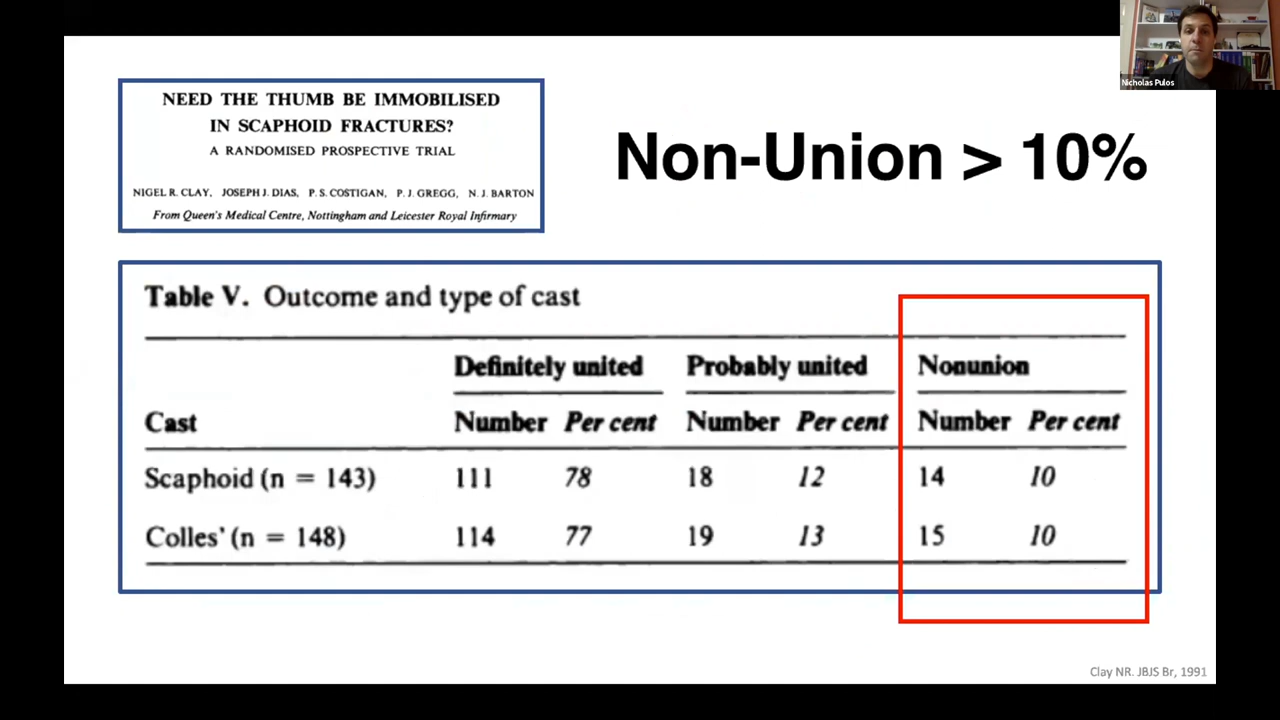 Nicholas Pulos
NEED THE THUMB BE IMMOBILISED
IN SCAPHOID FRACTURES?
A RANDOMISED PROSPECTIVE TRIAL
NIGEL R. CLAY, JOSEPH J. DIAS, P. S. COSTIGAN, P. J. GREGG, N. J. BARTON
From Queen's Medical Centre, Nottingham and Leicester Royal Infirmary
Non-Union > 10%
Table V. Outcome and type of cast
Definitely united Probably united Nonunion
Cast Number Per cent Number Per cent Number Per cent
Scaphoid (n = 143) 111 78 18 12 14 10
Colles' (n = 148) 114 77 19 13 15 10
Clay NR. JBJS Br, 1991